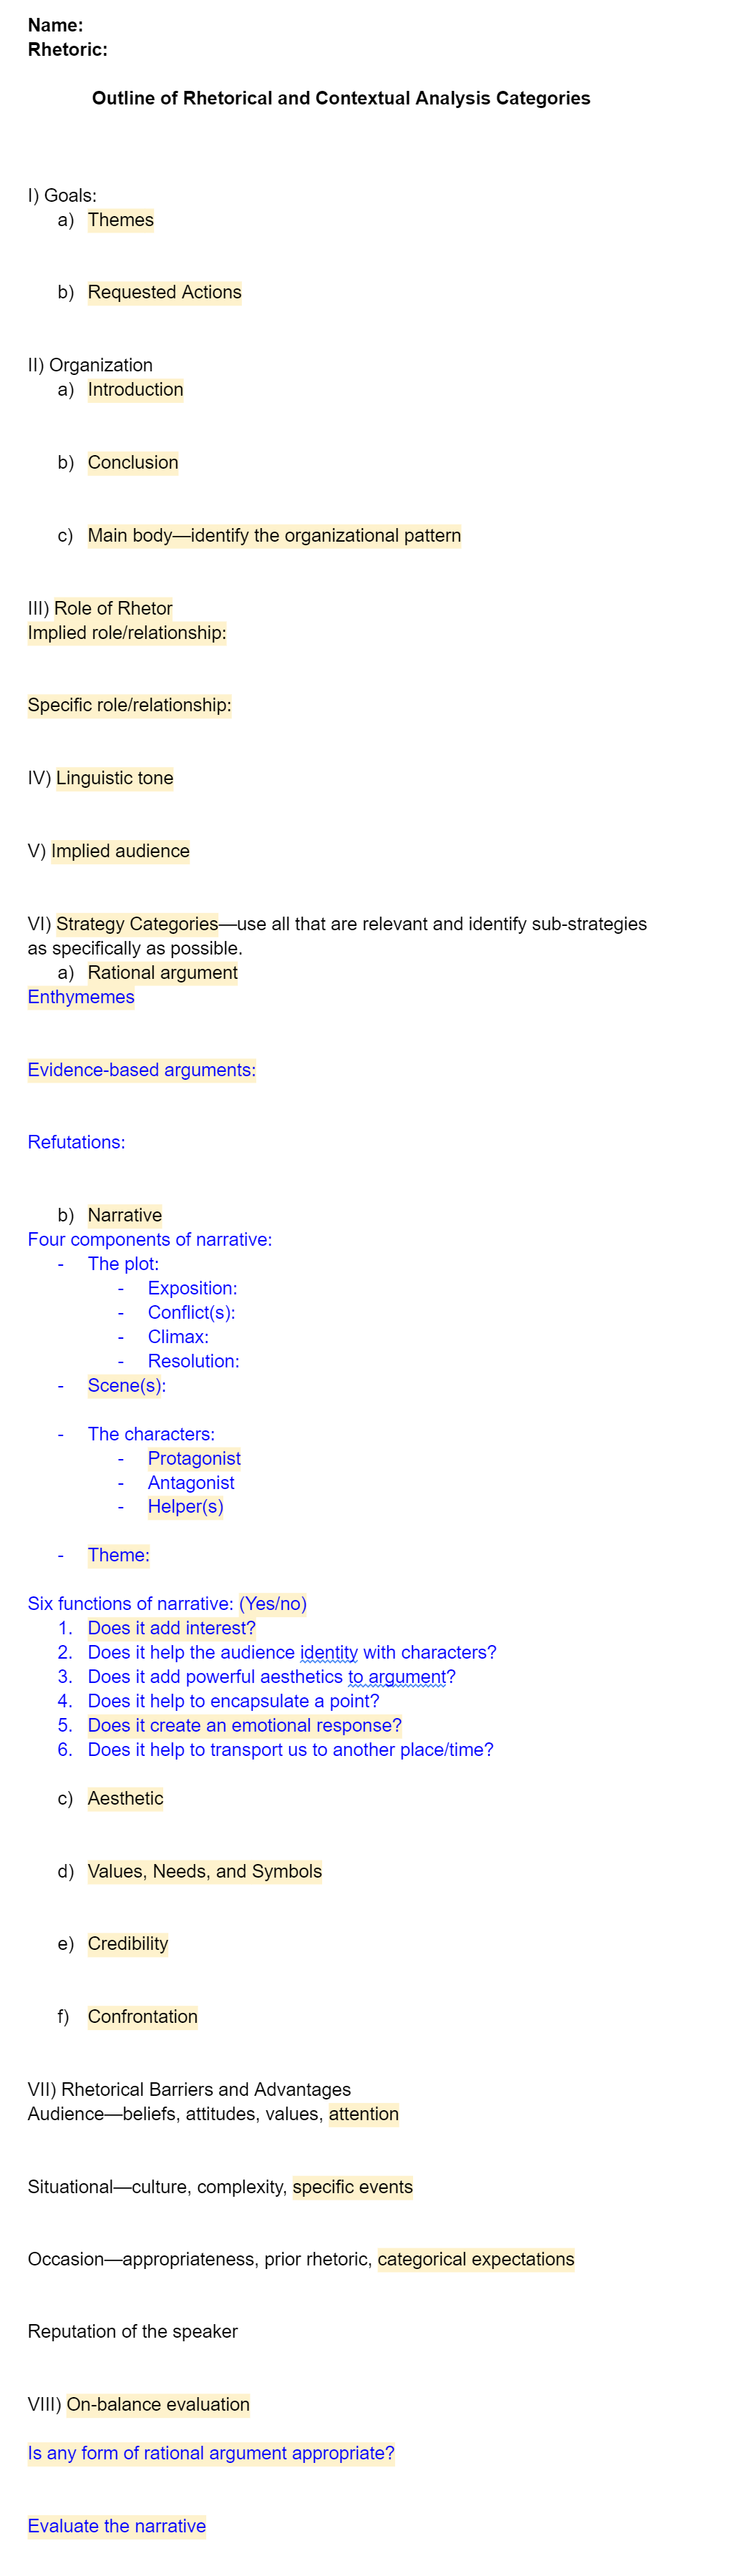 Name:
Rhetoric:
Outline of Rhetorical and Contextual Analysis Categories
I) Goals:
a) Themes
b) Requested Actions
II) Organization
a) Introduction
b) Conclusion
c) Main body—identify the organizational pattern
III) Role of Rhetor
Implied role/relationship:
Specific role/relationship:
IV) Linguistic tone
V) Implied audience
VI) Strategy Categories—use all that are relevant and identify sub-strategies
as specifically as possible.
a) Rational argument
Enthymemes
Evidence-based arguments:
Refutations:
b) Narrative
Four components of narrative:
- The plot:
- Exposition:
- Conflict(s):
- Climax:
- Resolution:
- Scene(s):
- The characters:
- Protagonist
- Antagonist
- Helper(s)
- Theme:
Six functions of narrative: (Yes/no)
1. Does it add interest?
2. Does it help the audience identity with characters?
3. Does it add powerful aesthetics to argument?
4. Does it help to encapsulate a point?
5. Does it create an emotional response?
6. Does it help to transport us to another place/time?
c) Aesthetic
d) Values, Needs, and Symbols
e) Credibility
f) Confrontation
VII) Rhetorical Barriers and Advantages
Audience—beliefs, attitudes, values, attention
Situational—culture, complexity, specific events
Occasion—appropriateness, prior rhetoric, categorical expectations
Reputation of the speaker
VIII) On-balance evaluation
Is any form of rational argument appropriate?
Evaluate the narrative